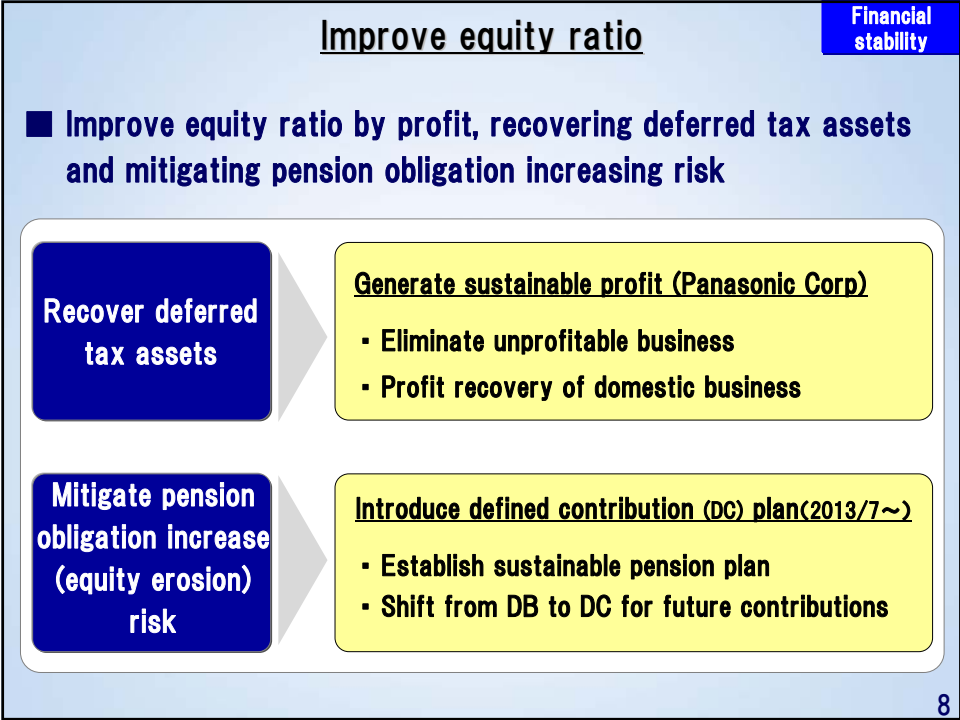 Improve equity ratio
Financial
stability
■ Improve equity ratio by profit, recovering deferred tax assets
and mitigating pension obligation increasing risk
Recover deferred
tax assets
Generate sustainable profit (Panasonic Corp)
・Eliminate unprofitable business
・Profit recovery of domestic business
Mitigate pension
obligation increase
(equity erosion)
risk
Introduce defined contribution (DC) plan(2013/7~)
・Establish sustainable pension plan
・Shift from DB to DC for future contributions
8